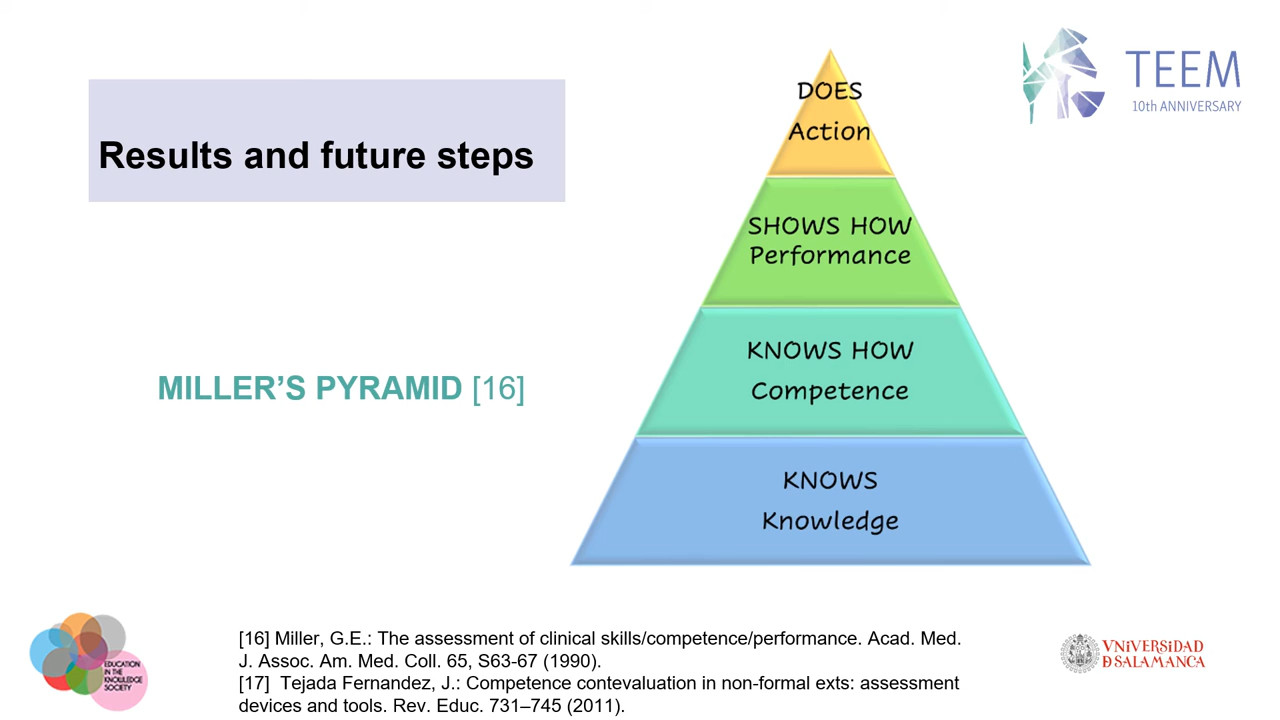 TEEM
10th ANNIVERSARY
Results and future steps
DOES
Action
SHOWS HOW
Performance
KNOWS HOW
Competence
KNOWS
Knowledge
MILLER’S PYRAMID [16]
EDUCATION
IN THE
KNOWLEDGE
SOCIETY
[16] Miller, G.E.: The assessment of clinical skills/competence/performance. Acad. Med.
J. Assoc. Am. Med. Coll. 65, S63-67 (1990).
[17] Tejada Fernandez, J.: Competence contevaluation in non-formal exts: assessment
devices and tools. Rev. Educ. 731–745 (2011).
VNiVERSiDAD
D SALAMANCA